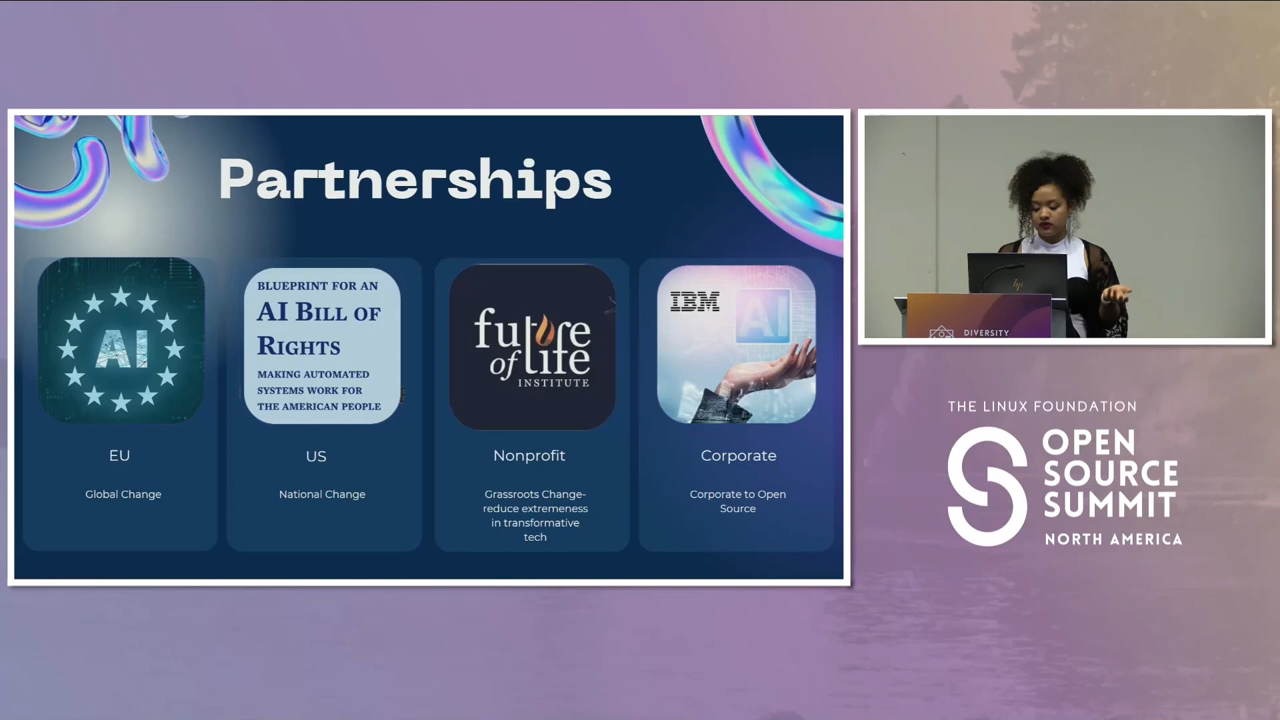 Partnerships
AI
BLUEPRINT FOR AN
AI BILL OF
RIGHTS
MAKING AUTOMATED
SYSTEMS WORK FOR
THE AMERICAN PEOPLE
future
of life
INSTITUTE
IBM
AI
EU
Global Change
US
National Change
Nonprofit
Grassroots Change-
reduce extremeness
in transformative
tech
Corporate
Corporate to Open
Source
hp
DIVERSITY
THE LINUX FOUNDATION
OPEN
SOURCE
SUMMIT
NORTH AMERICA